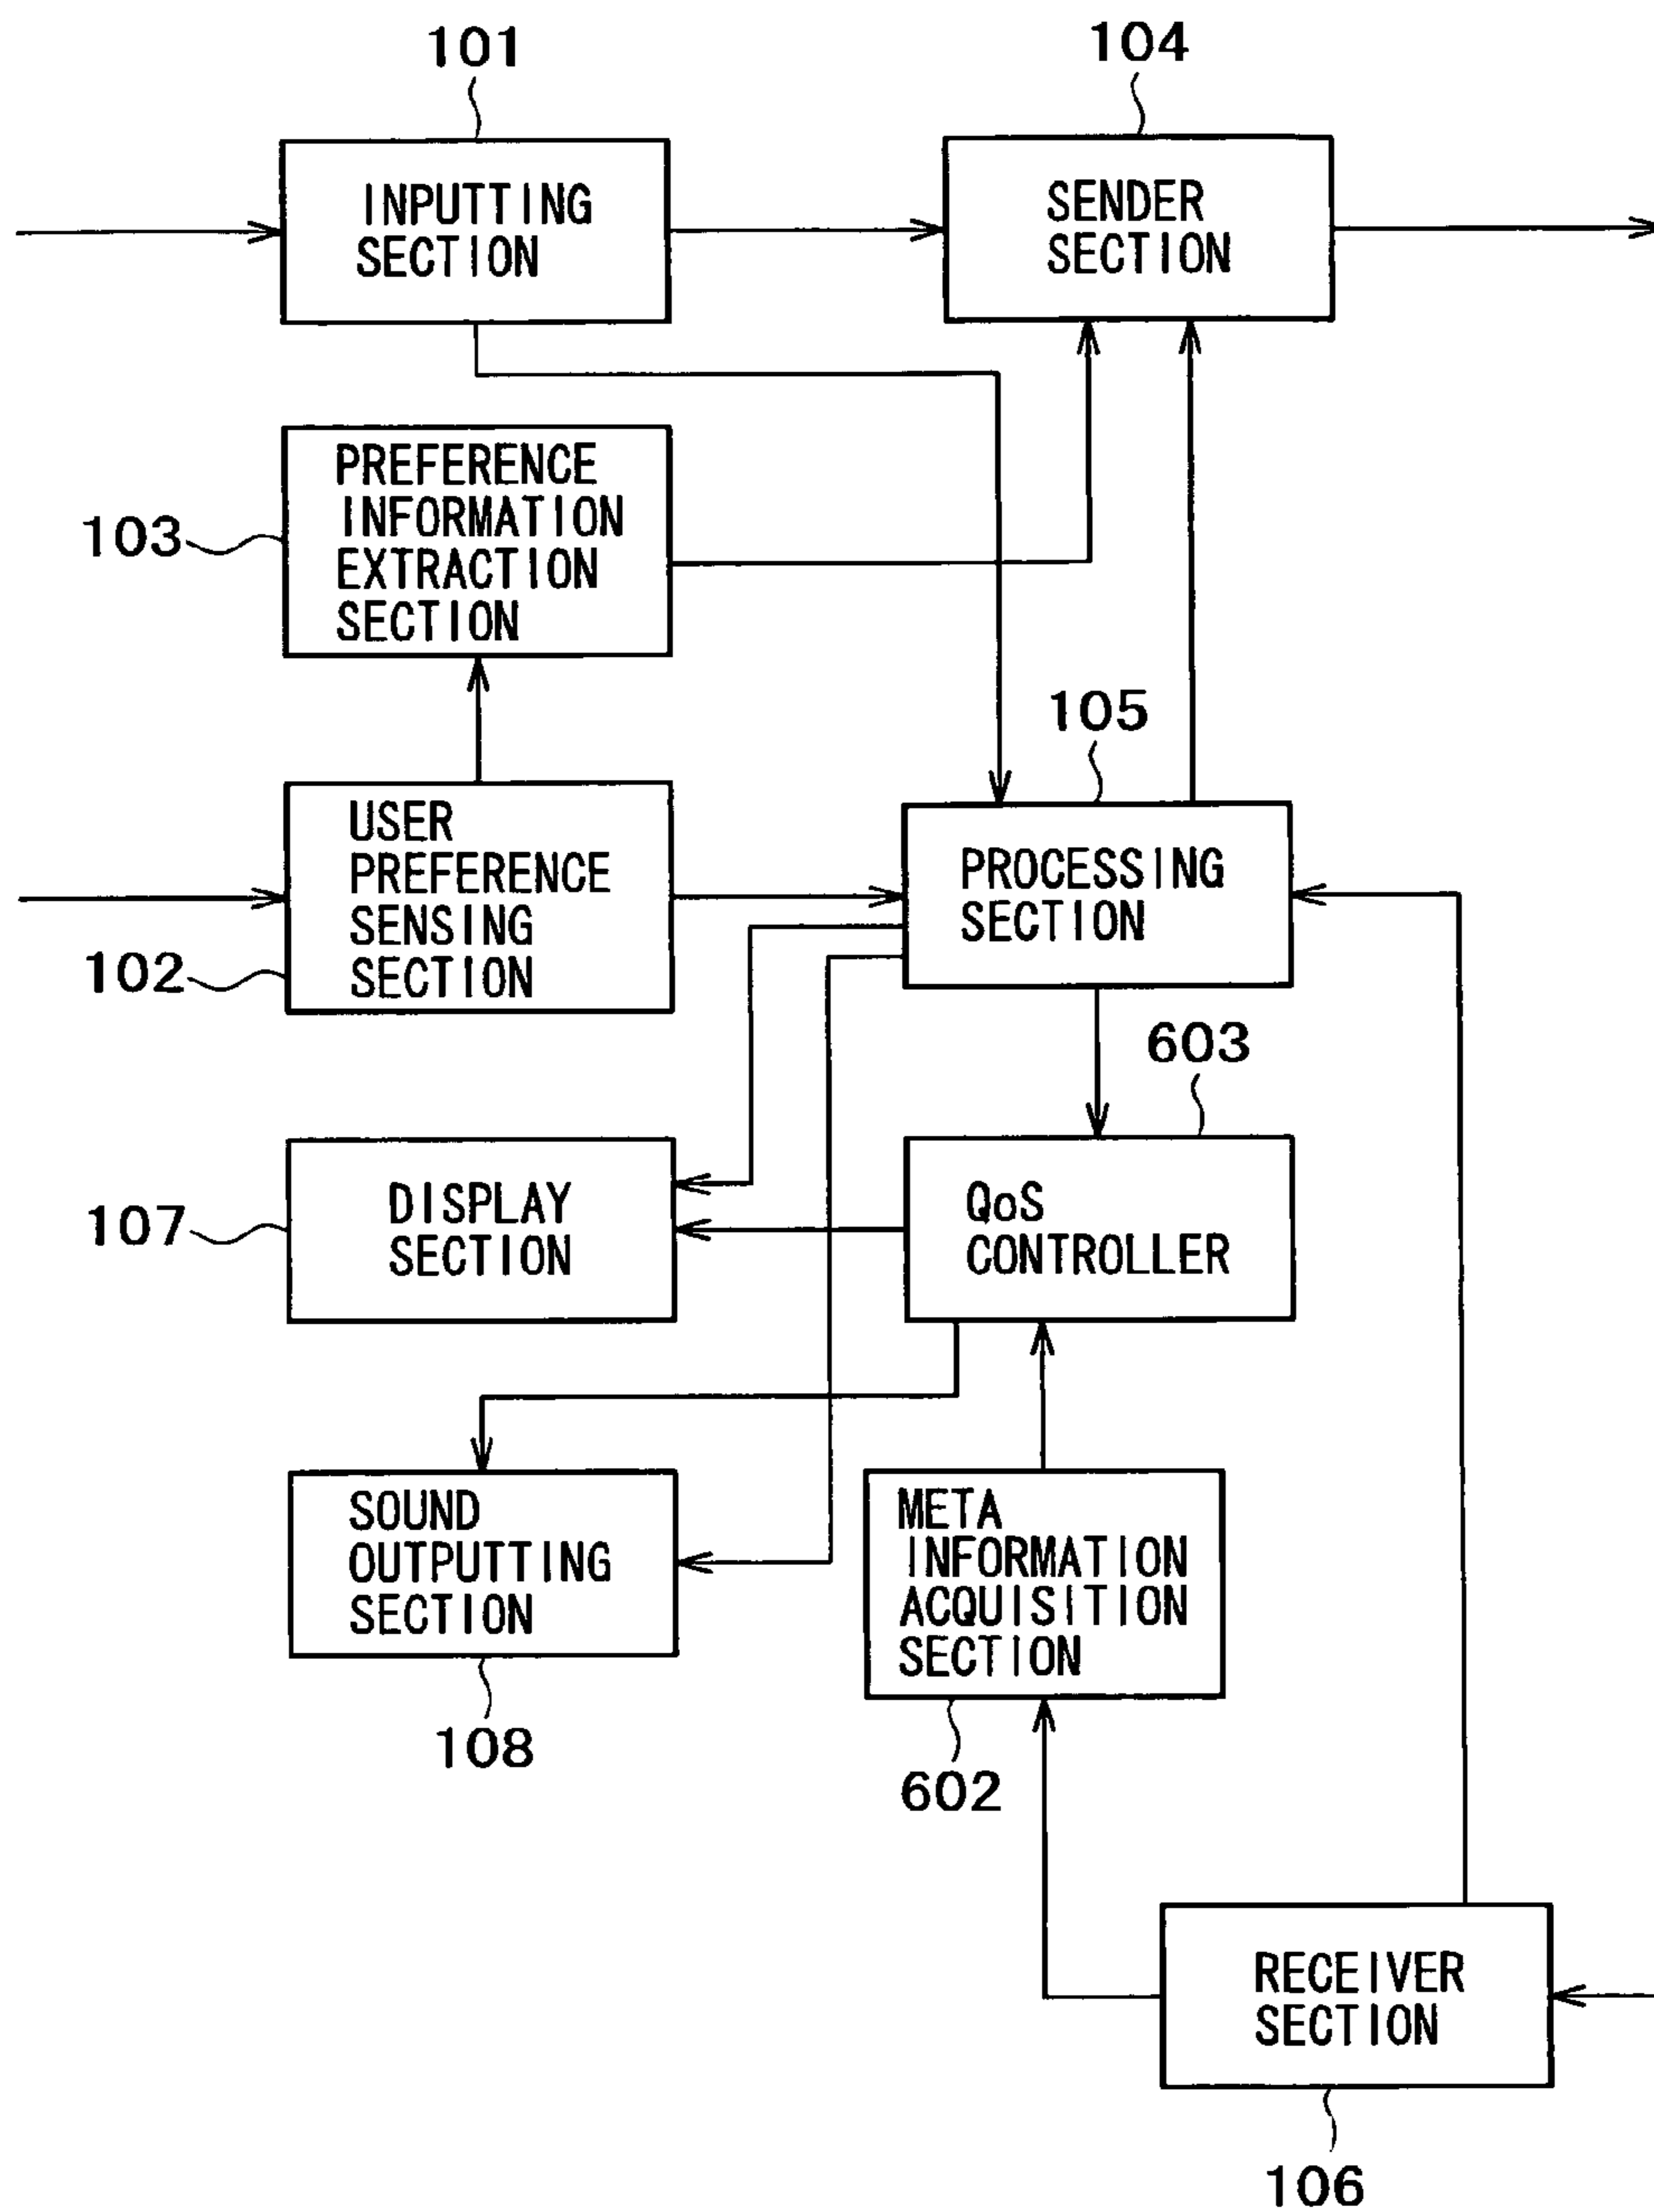 101
104
INPUTTING
SECTION
SENDER
SECTION
PREFERENCE
INFORMATION
EXTRACTION
SECTION
103
105
USER
PREFERENCE
SENSING
SECTION
102
PROCESSING
SECTION
603
DISPLAY
SECTION
107
QoS
CONTROLLER
SOUND
OUTPUTTING
SECTION
108
META
INFORMATION
ACQUISITION
SECTION
602
RECEIVER
SECTION
106